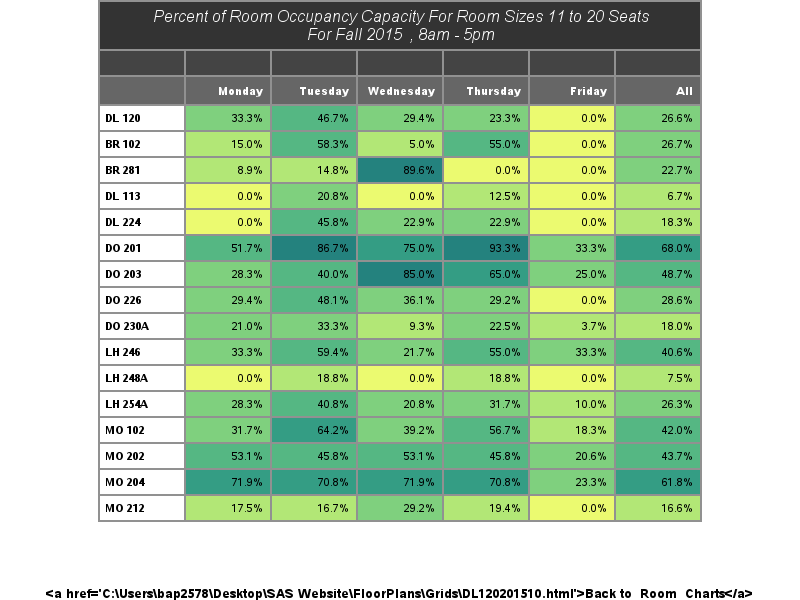 Percent of Room Occupancy Capacity For Room Sizes 11 to 20 Seats
For Fall 2015 , 8am - 5pm
Monday Tuesday Wednesday Thursday Friday All
DL 120 33.3% 46.7% 29.4% 23.3% 0.0% 26.6%
BR 102 15.0% 58.3% 5.0% 55.0% 0.0% 26.7%
BR 281 8.9% 14.8% 89.6% 0.0% 0.0% 22.7%
DL 113 0.0% 20.8% 0.0% 12.5% 0.0% 6.7%
DL 224 0.0% 45.8% 22.9% 22.9% 0.0% 18.3%
DO 201 51.7% 86.7% 75.0% 93.3% 33.3% 68.0%
DO 203 28.3% 40.0% 85.0% 65.0% 25.0% 48.7%
DO 226 29.4% 48.1% 36.1% 29.2% 0.0% 28.6%
DO 230A 21.0% 33.3% 9.3% 22.5% 3.7% 18.0%
LH 246 33.3% 59.4% 21.7% 55.0% 33.3% 40.6%
LH 248A 0.0% 18.8% 0.0% 18.8% 0.0% 7.5%
LH 254A 28.3% 40.8% 20.8% 31.7% 10.0% 26.3%
MO 102 31.7% 64.2% 39.2% 56.7% 18.3% 42.0%
MO 202 53.1% 45.8% 53.1% 45.8% 20.6% 43.7%
MO 204 71.9% 70.8% 71.9% 70.8% 23.3% 61.8%
MO 212 17.5% 16.7% 29.2% 19.4% 0.0% 16.6%
<a href='C:\Users\bap2578\Desktop\SAS Website\FloorPlans\Grids\DL120201510.html'>Back to Room Charts</a>